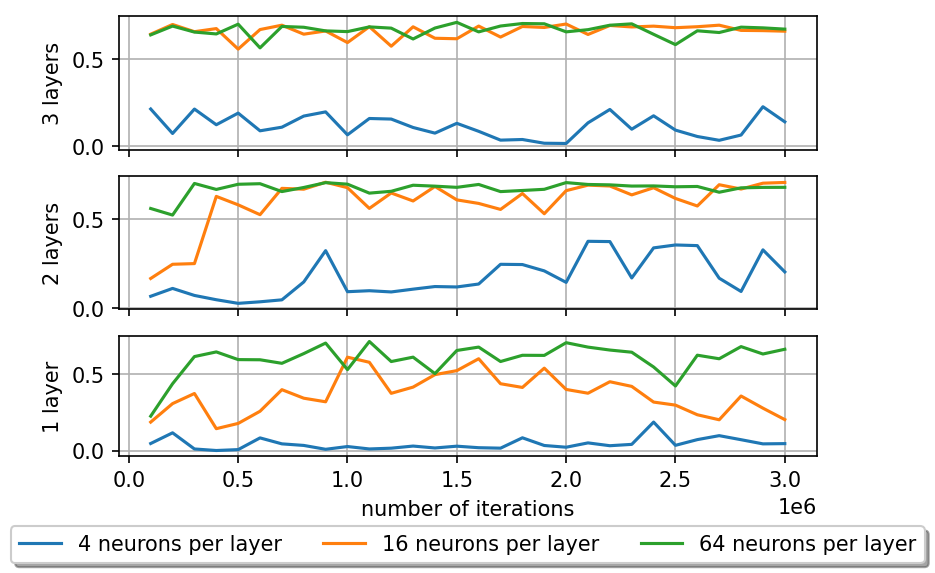 3 layers
0.5
0.0
2 layers
0.5
0.0
1 layer
0.5
0.0
0.0 0.5 1.0 1.5 2.0 2.5 3.0
number of iterations
1e6
4 neurons per layer 16 neurons per layer 64 neurons per layer